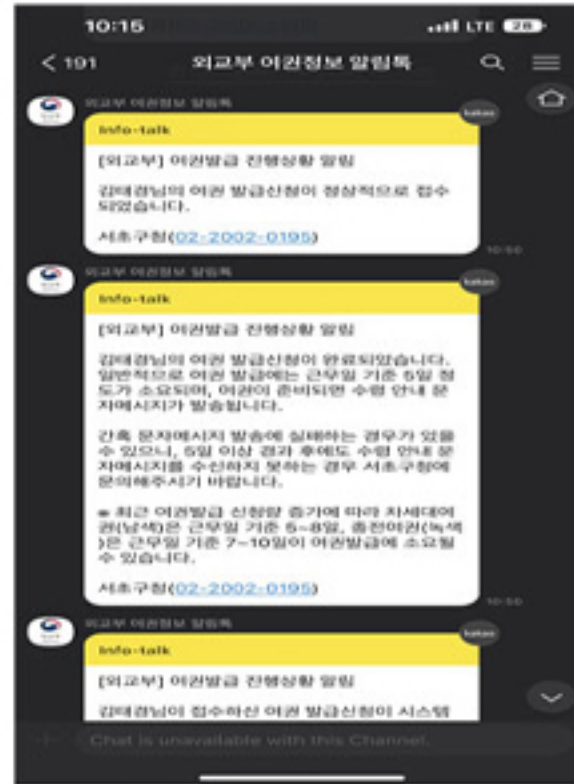 10:15
LTE 28
191
외교부 여권정보 알림톡
외교부 여권정보 알림톡
kakao
Info-talk
[외교부] 여권발급 진행상황 알림
김태경님의 여권 발급신청이 정상적으로 접수
되었습니다.
서초구청(02-2002-0195)
10:50
외교부 여권정보 알림톡
kakao
Info-talk
[외교부] 여권발급 진행상황 알림
김태경님의 여권 발급신청이 완료되었습니다.
일반적으로 여권 발급에는 근무일 기준 5일 정
도가 소요되며, 여권이 준비되면 수령 안내 문
자메시지가 발송됩니다.
간혹 문자메시지 발송에 실패하는 경우가 있을
수 있으니, 5일 이상 경과 후에도 수령 안내 문
자메시지를 수신하지 못하는 경우 서초구청에
문의해주시기 바랍니다.
※ 최근 여권발급 신청량 증가에 따라 차세대여
권(남색)은 근무일 기준 5~8일, 종전여권(녹색
)은 근무일 기준 7~10일이 여권발급에 소요될
수 있습니다.
서초구청(02-2002-0195)
10:50
외교부 여권정보 알림톡
kakao
Info-talk
[외교부] 여권발급 진행상황 알림
김태경님이 접수하신 여권 발급신청이 시스템
Chat is unavailable with this Channel.